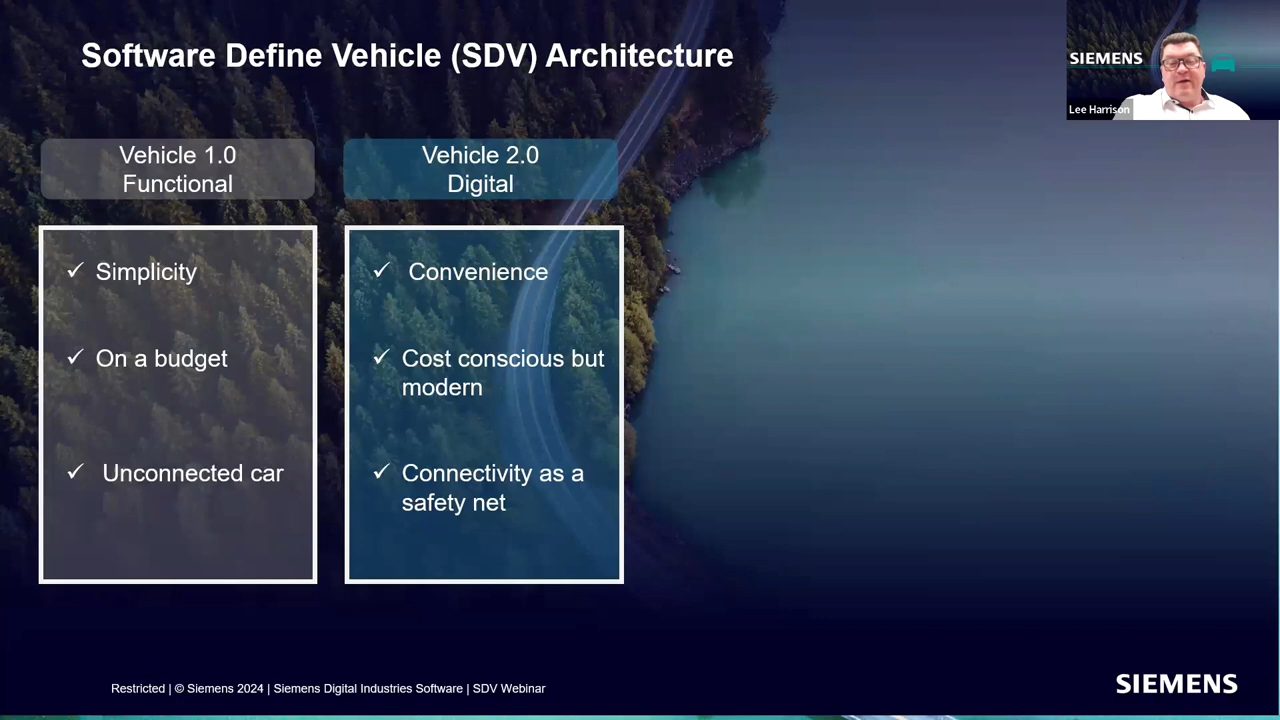 Software Define Vehicle (SDV) Architecture
SIEMENS
Lee Harrison
Vehicle 1.0
Functional
Vehicle 2.0
Digital
✓ Simplicity
✓ On a budget
✓ Unconnected car
✓ Convenience
✓ Cost conscious but
modern
✓ Connectivity as a
safety net
Restricted | © Siemens 2024 | Siemens Digital Industries Software | SDV Webinar
SIEMENS